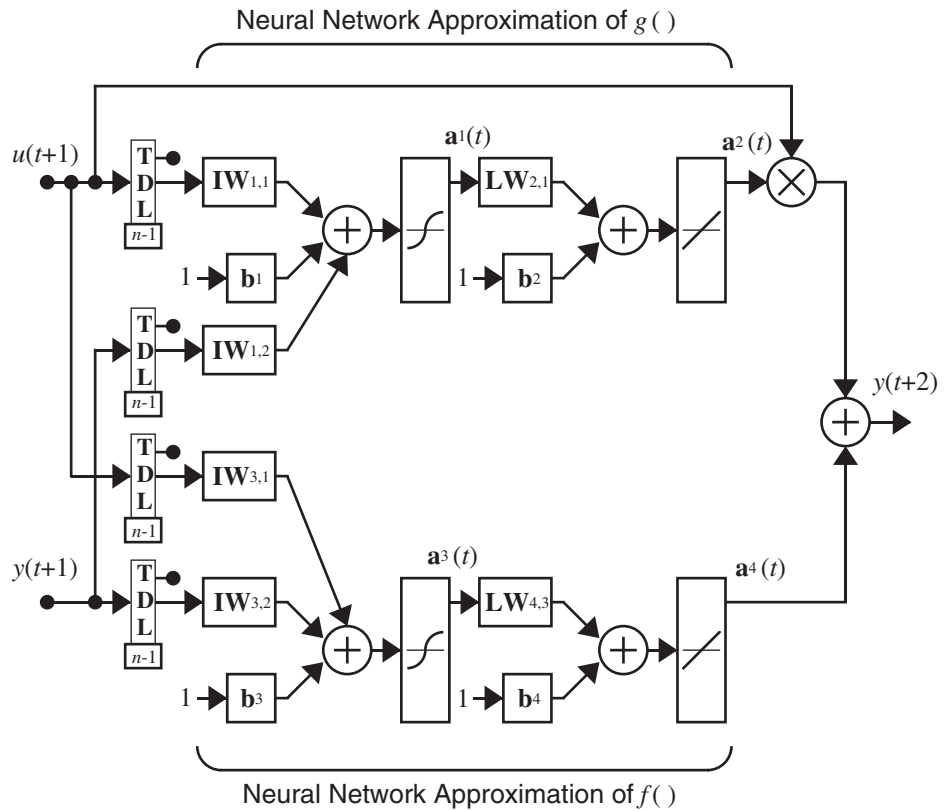 Neural Network Approximation of g ( )
u(t+1)
T
D
L
n-1
IW1,1
1
b1
a1(t)
LW2,1
1
b2
a2 (t)
T
D
L
n-1
IW1,2
y(t+2)
T
D
L
n-1
IW3,1
y(t+1)
T
D
L
n-1
IW3,2
1
b3
a3 (t)
LW4,3
1
b4
a4 (t)
Neural Network Approximation of f ( )